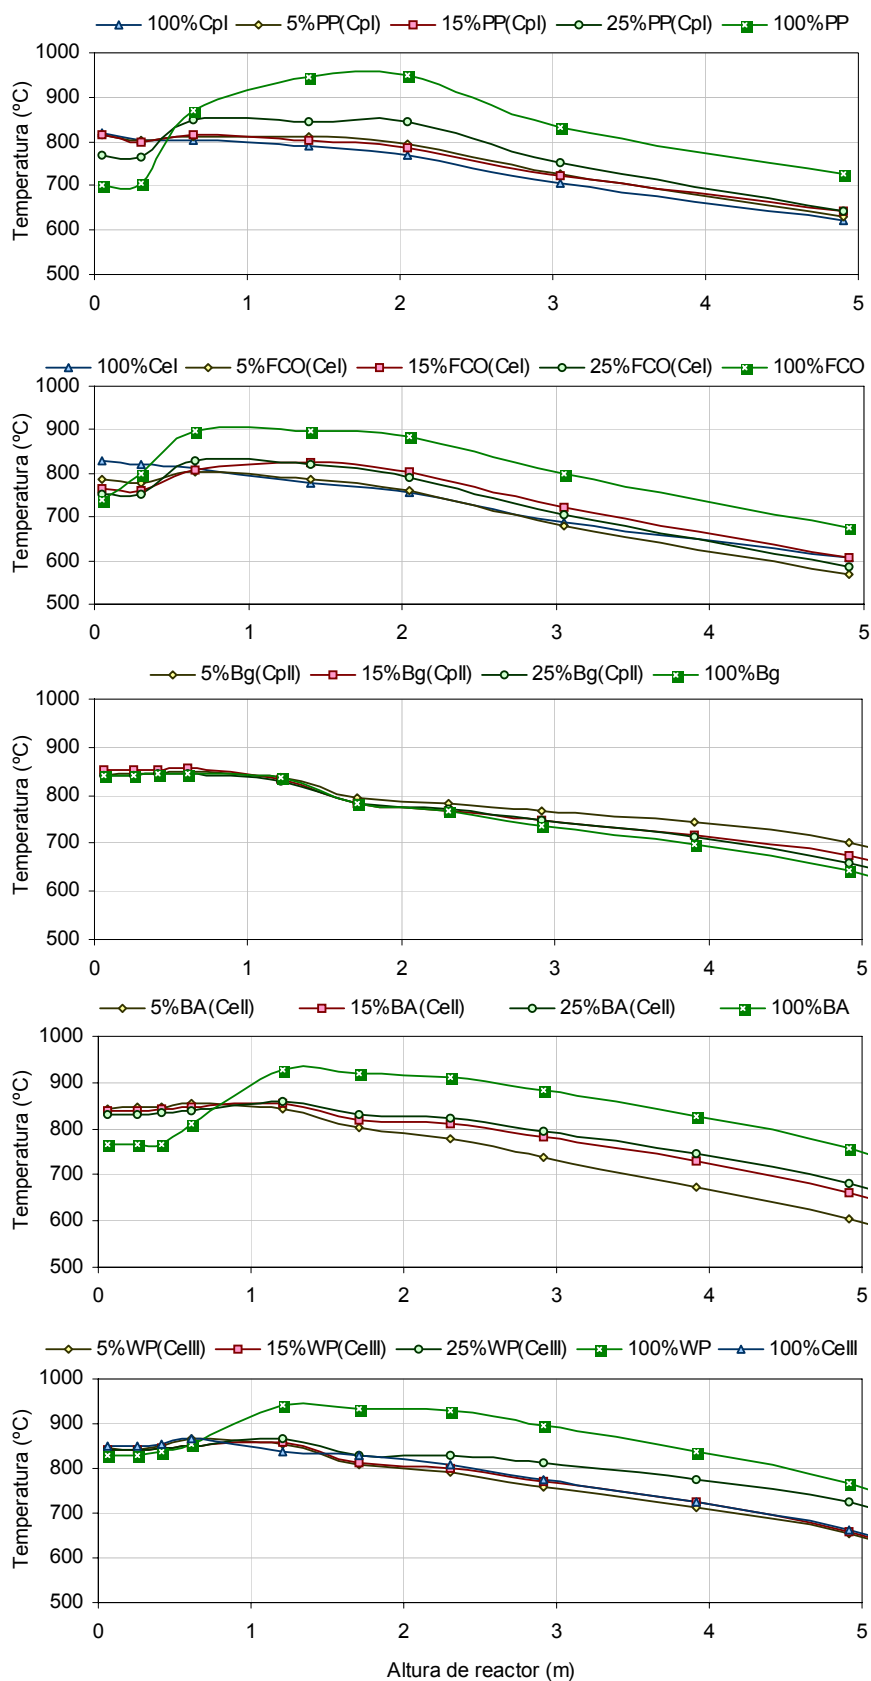 100%CpI 5%PP(CpI) 15%PP(CpI) 25%PP(CpI) 100%PP
1000
900
800
700
600
500
Temperatura (ºC)
0 1 2 3 4 5
100%CeI 5%FCO(CeI) 15%FCO(CeI) 25%FCO(CeI) 100%FCO
1000
900
800
700
600
500
Temperatura (ºC)
0 1 2 3 4 5
5%Bg(CpII) 15%Bg(CpII) 25%Bg(CpII) 100%Bg
1000
900
800
700
600
500
Temperatura (ºC)
0 1 2 3 4 5
5%BA(CeII) 15%BA(CeII) 25%BA(CeII) 100%BA
1000
900
800
700
600
500
Temperatura (ºC)
0 1 2 3 4 5
5%WP(CeIII) 15%WP(CeIII) 25%WP(CeIII) 100%WP 100%CeIII
1000
900
800
700
600
500
Temperatura (ºC)
0 1 2 3 4 5
Altura de reactor (m)